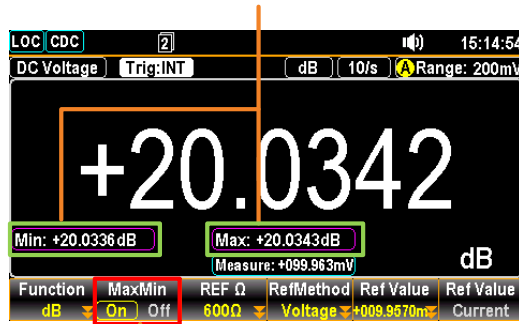 LOC CDC 2 15:14:54
DC Voltage Trig:INT dB 10/s A Range: 200mV
+20.0342
Min: +20.0336dB Max: +20.0343dB
Measure: +099.963mV dB
Function MaxMin REF Ω RefMethod Ref Value Ref Value
dB On Off 600Ω Voltage +009.9570m Current